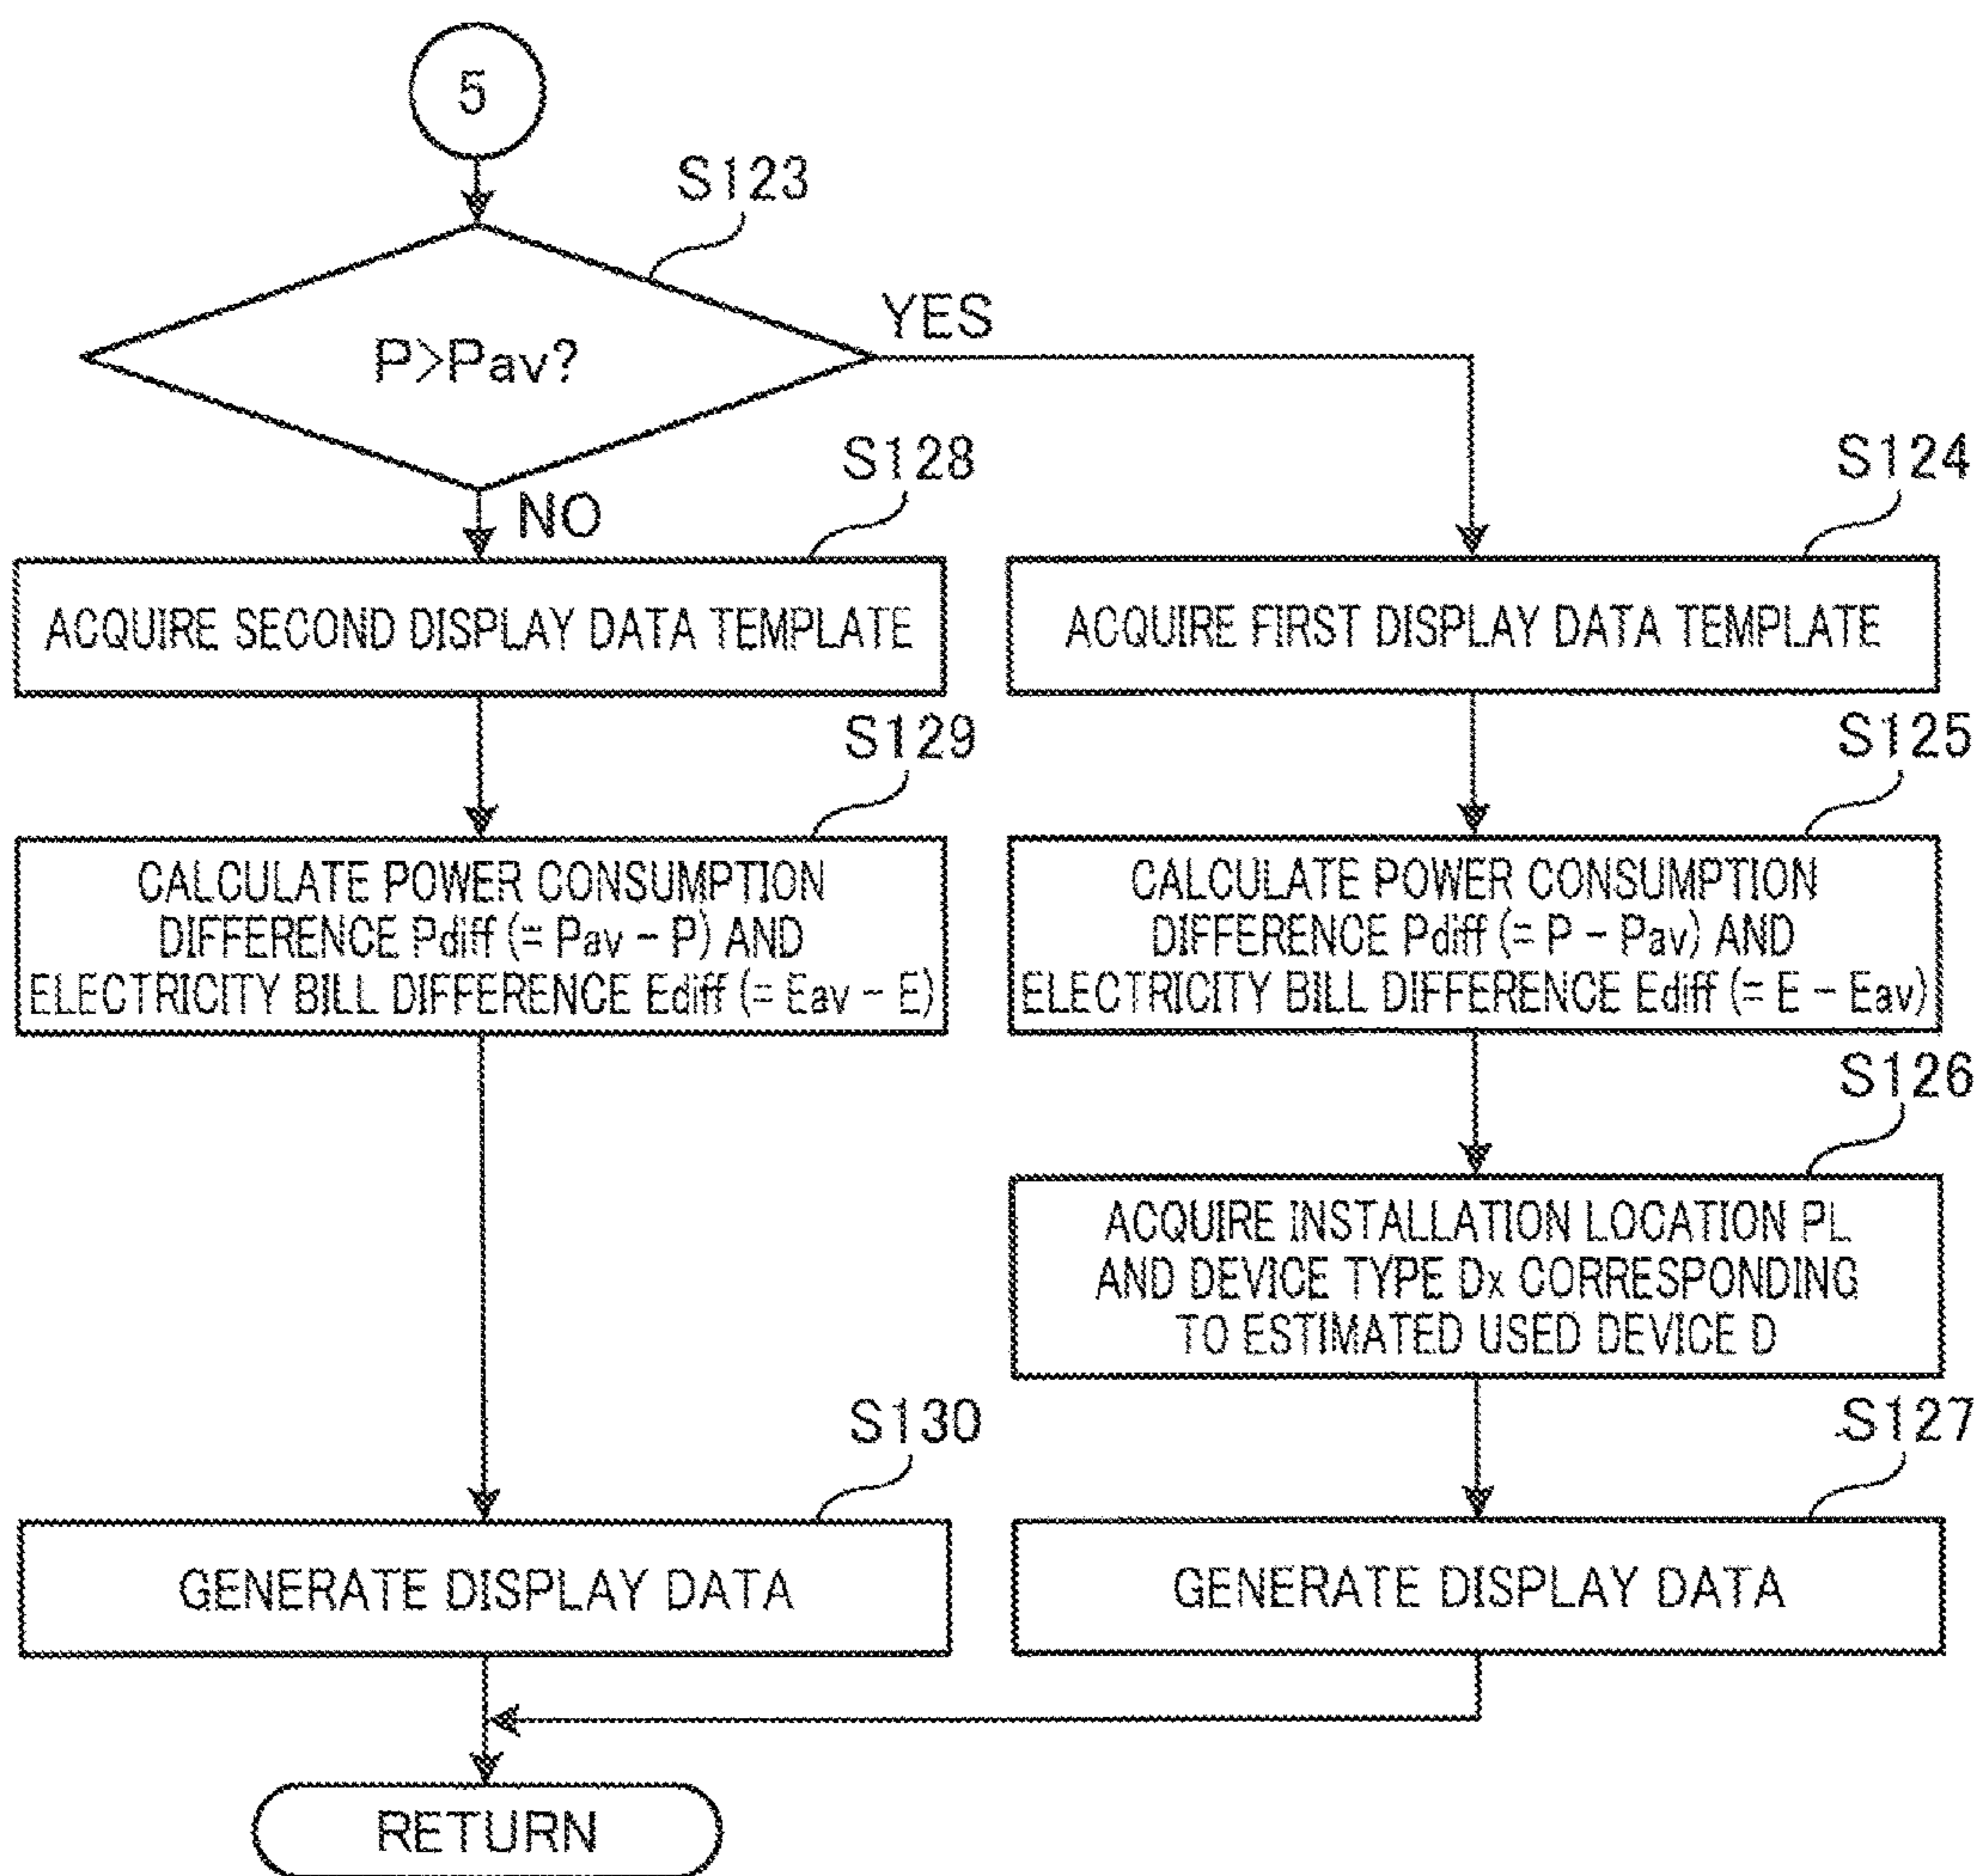 5
S123
P>Pav?
YES
NO
S128
ACQUIRE SECOND DISPLAY DATA TEMPLATE
S124
ACQUIRE FIRST DISPLAY DATA TEMPLATE
S129
CALCULATE POWER CONSUMPTION
DIFFERENCE Pdiff (= Pav - P) AND
ELECTRICITY BILL DIFFERENCE Ediff (= Eav - E)
S125
CALCULATE POWER CONSUMPTION
DIFFERENCE Pdiff (= P - Pav) AND
ELECTRICITY BILL DIFFERENCE Ediff (= E - Eav)
S126
ACQUIRE INSTALLATION LOCATION PL
AND DEVICE TYPE Dx CORRESPONDING
TO ESTIMATED USED DEVICE D
S130
GENERATE DISPLAY DATA
S127
GENERATE DISPLAY DATA
RETURN